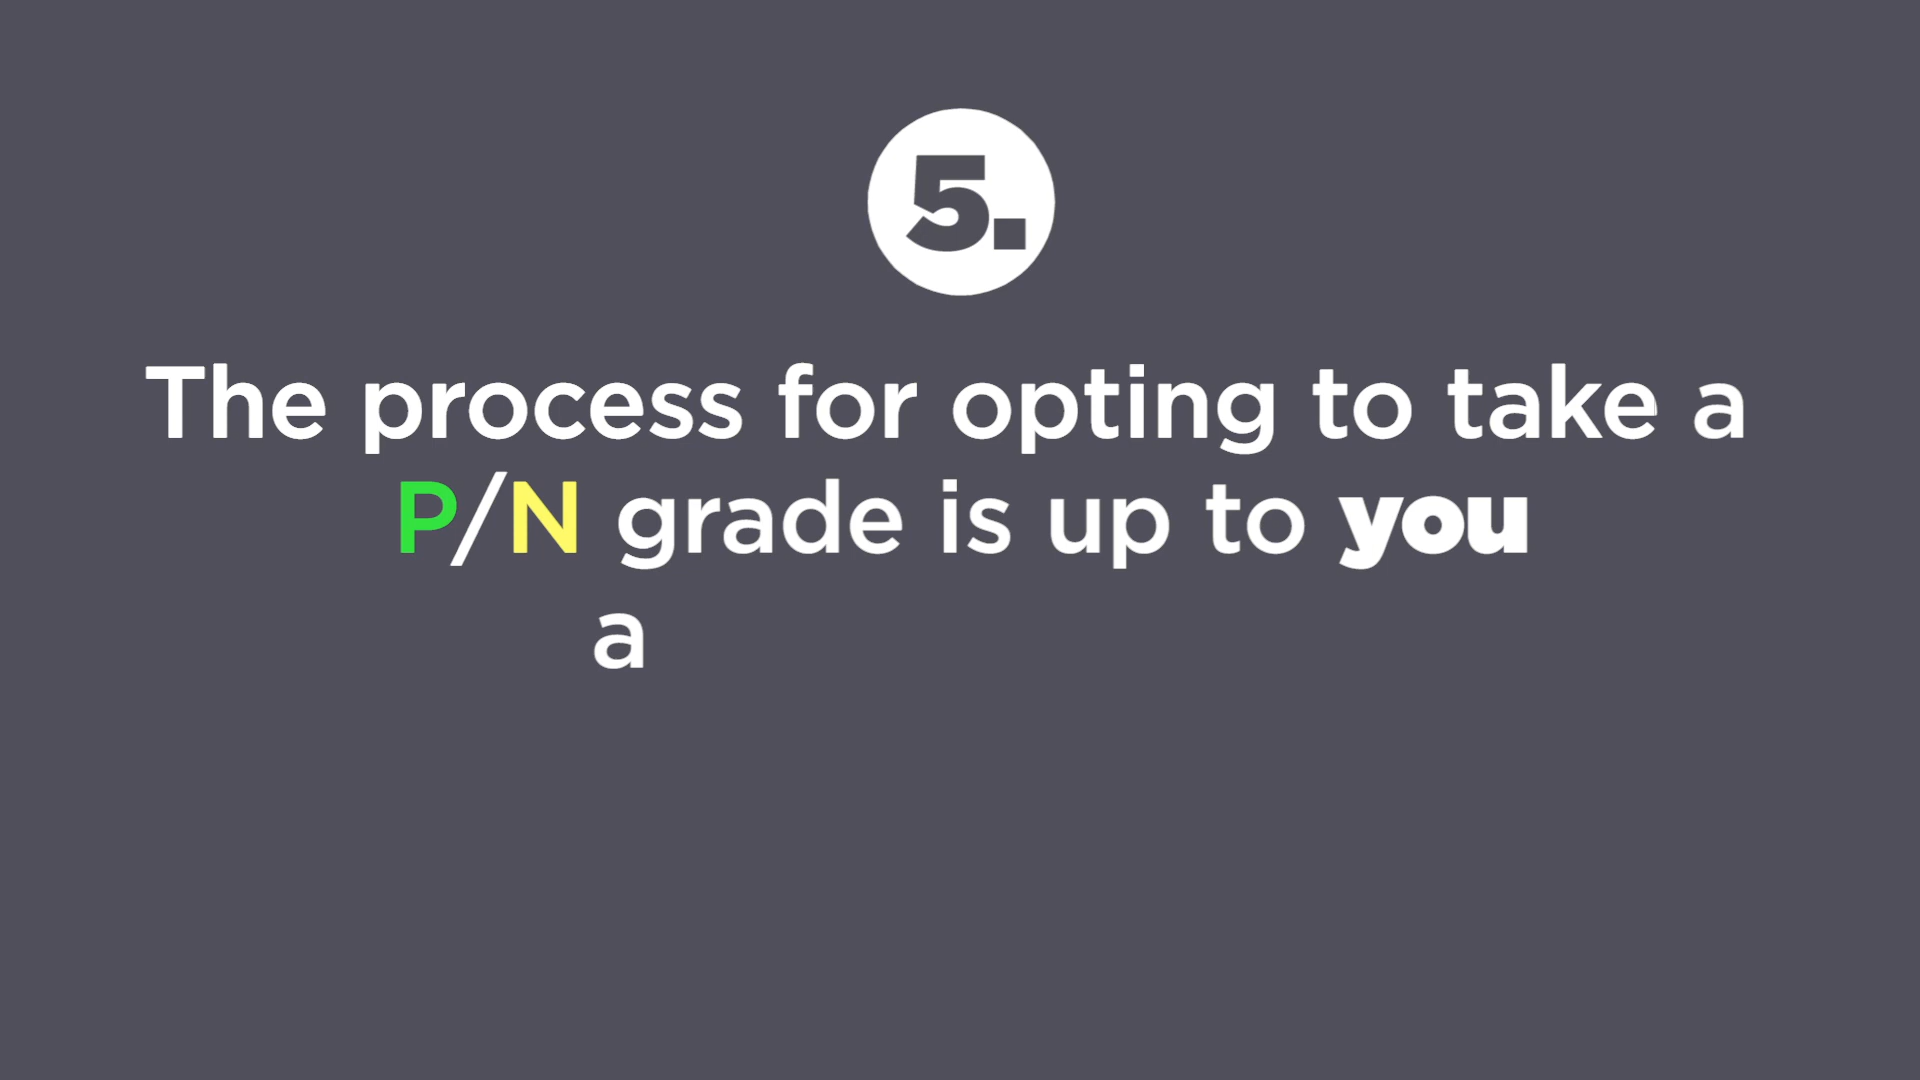 5.
The process for opting to take a
P/N grade is up to you
a